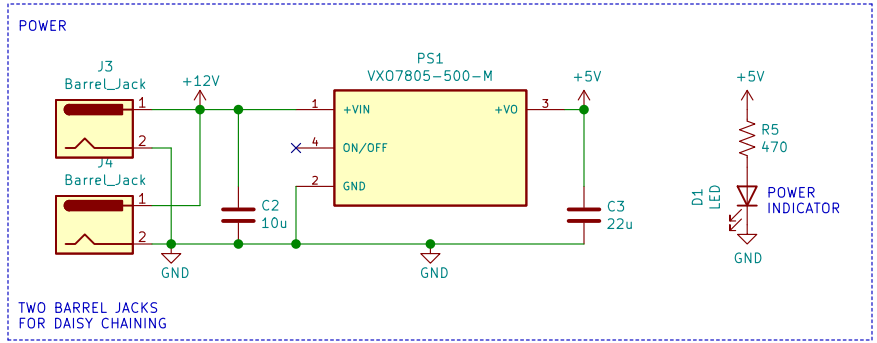 POWER
J3
Barrel_Jack
1
2
J4
Barrel_Jack
1
2
+12V
GND
C2
10u
PS1
VXO7805-500-M
1
+VIN
4
ON/OFF
2
GND
+VO
3
+5V
C3
22u
GND
+5V
R5
470
D1
LED
POWER
INDICATOR
GND
TWO BARREL JACKS
FOR DAISY CHAINING